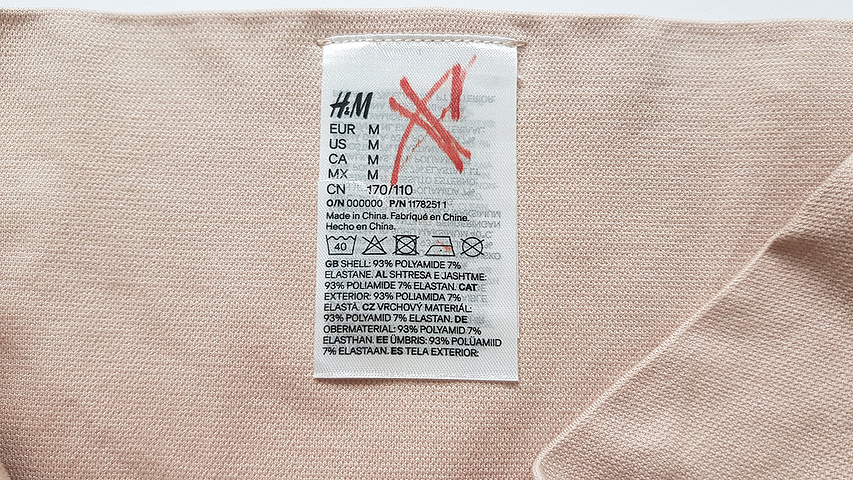 H&M
EUR M
US M
CA M
MX M
CN 170/110
O/N 000000 P/N 11782511
Made in China. Fabriqué en Chine.
Hecho en China.
40
GB SHELL: 93% POLYAMIDE 7%
ELASTANE. AL SHTRESA E JASHTME:
93% POLIAMIDE 7% ELASTAN. CAT
EXTERIOR: 93% POLIAMIDA 7%
ELASTÀ. CZ VRCHOVÝ MATERIÁL:
93% POLYAMID 7% ELASTAN. DE
OBERMATERIAL: 93% POLYAMID 7%
ELASTHAN. EE ÜMBRIS: 93% POLÜAMIID
7% ELASTAAN. ES TELA EXTERIOR: